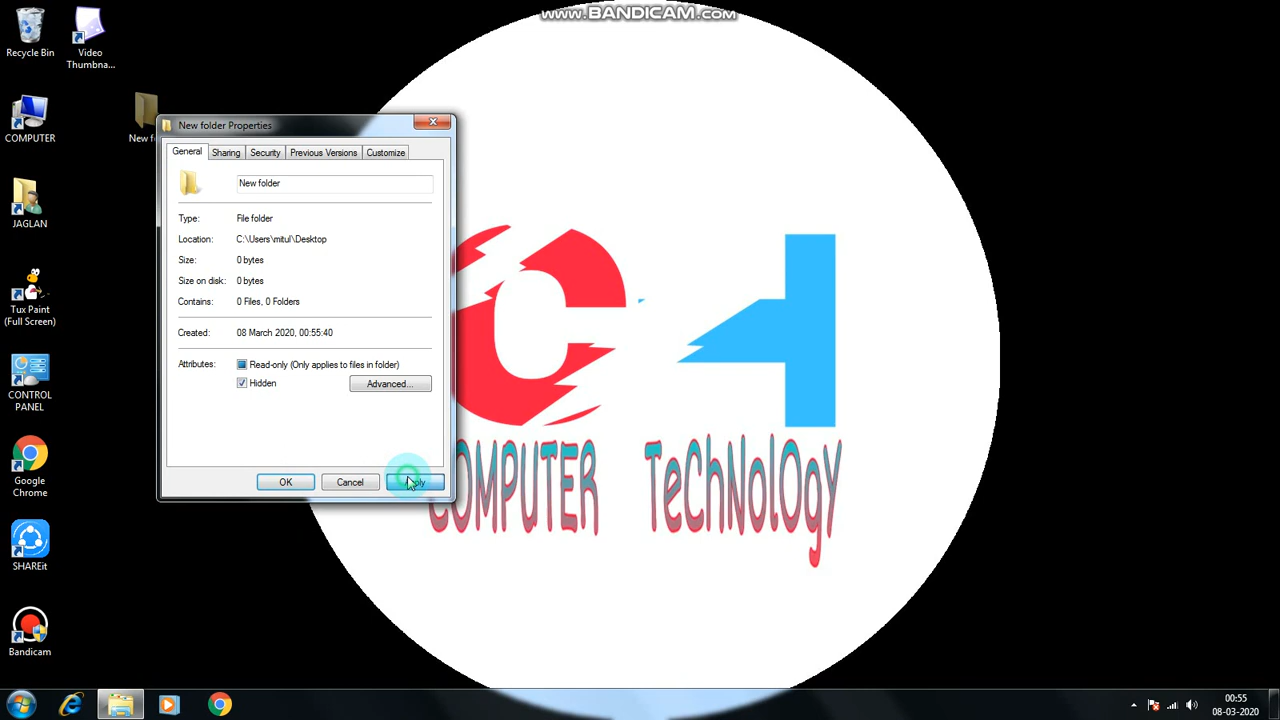 www.BANDICAM.com
Recycle Bin
Video
Thumbna...
COMPUTER
New f
JAGLAN
Tux Paint
(Full Screen)
CONTROL
PANEL
Google
Chrome
SHAREit
Bandicam
New folder Properties
General Sharing Security Previous Versions Customize
New folder
Type: File folder
Location: C:\Users\mitul\Desktop
Size: 0 bytes
Size on disk: 0 bytes
Contains: 0 Files, 0 Folders
Created: 08 March 2020, 00:55:40
Attributes: Read-only (Only applies to files in folder)
Hidden Advanced...
OK Cancel
COMPUTER TeChNolOgY
00:55
08-03-2020